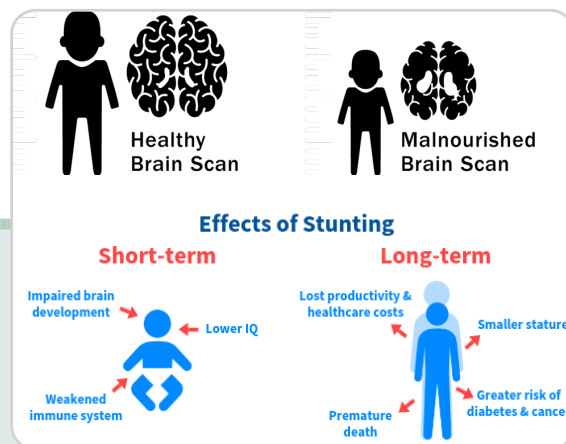 Healthy
Brain Scan
Malnourished
Brain Scan
Effects of Stunting
Short-term
Long-term
Impaired brain
development
Lower IQ
Weakened
immune system
Lost productivity &
healthcare costs
Smaller stature
Greater risk of
diabetes & cance
Premature
death